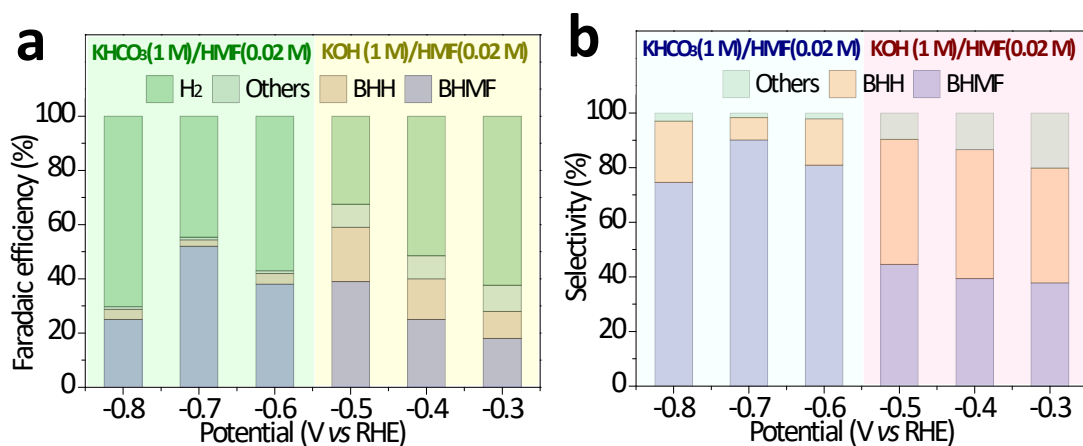 a
KHCO₃(1 M)/HMF(0.02 M) KOH (1 M)/HMF(0.02 M)
H₂ Others BHH BHMF
Faradaic efficiency (%)
100
80
60
40
20
0
-0.8 -0.7 -0.6 -0.5 -0.4 -0.3
Potential (V vs RHE)
b
KHCO₃(1 M)/HMF(0.02 M) KOH (1 M)/HMF(0.02 M)
Others BHH BHMF
Selectivity (%)
100
80
60
40
20
0
-0.8 -0.7 -0.6 -0.5 -0.4 -0.3
Potential (V vs RHE)